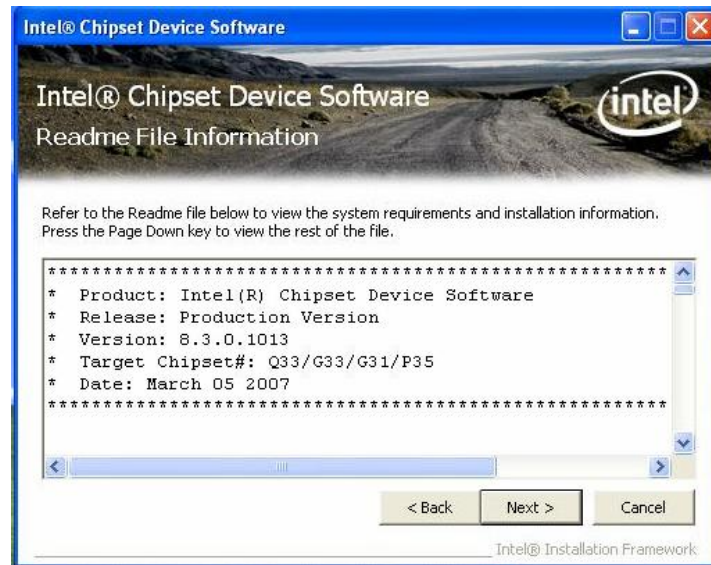 Intel® Chipset Device Software
Intel® Chipset Device Software
intel
Readme File Information
Refer to the Readme file below to view the system requirements and installation information.
Press the Page Down key to view the rest of the file.
*********************************************************
* Product: Intel(R) Chipset Device Software
* Release: Production Version
* Version: 8.3.0.1013
* Target Chipset#: Q33/G33/G31/P35
* Date: March 05 2007
*********************************************************
< Back Next > Cancel
Intel® Installation Framework